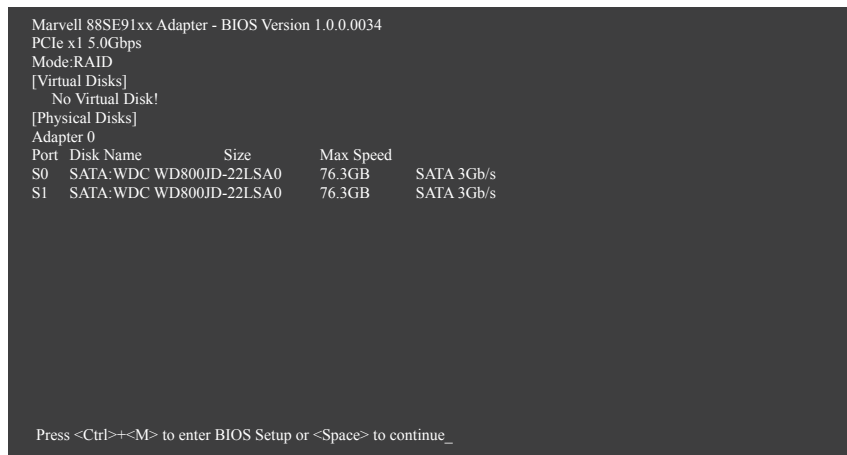 Marvell 88SE91xx Adapter - BIOS Version 1.0.0.0034
PCIe x1 5.0Gbps
Mode:RAID
[Virtual Disks]
No Virtual Disk!
[Physical Disks]
Adapter 0
Port Disk Name Size Max Speed
S0 SATA:WDC WD800JD-22LSA0 76.3GB SATA 3Gb/s
S1 SATA:WDC WD800JD-22LSA0 76.3GB SATA 3Gb/s
Press <Ctrl>+<M> to enter BIOS Setup or <Space> to continue_